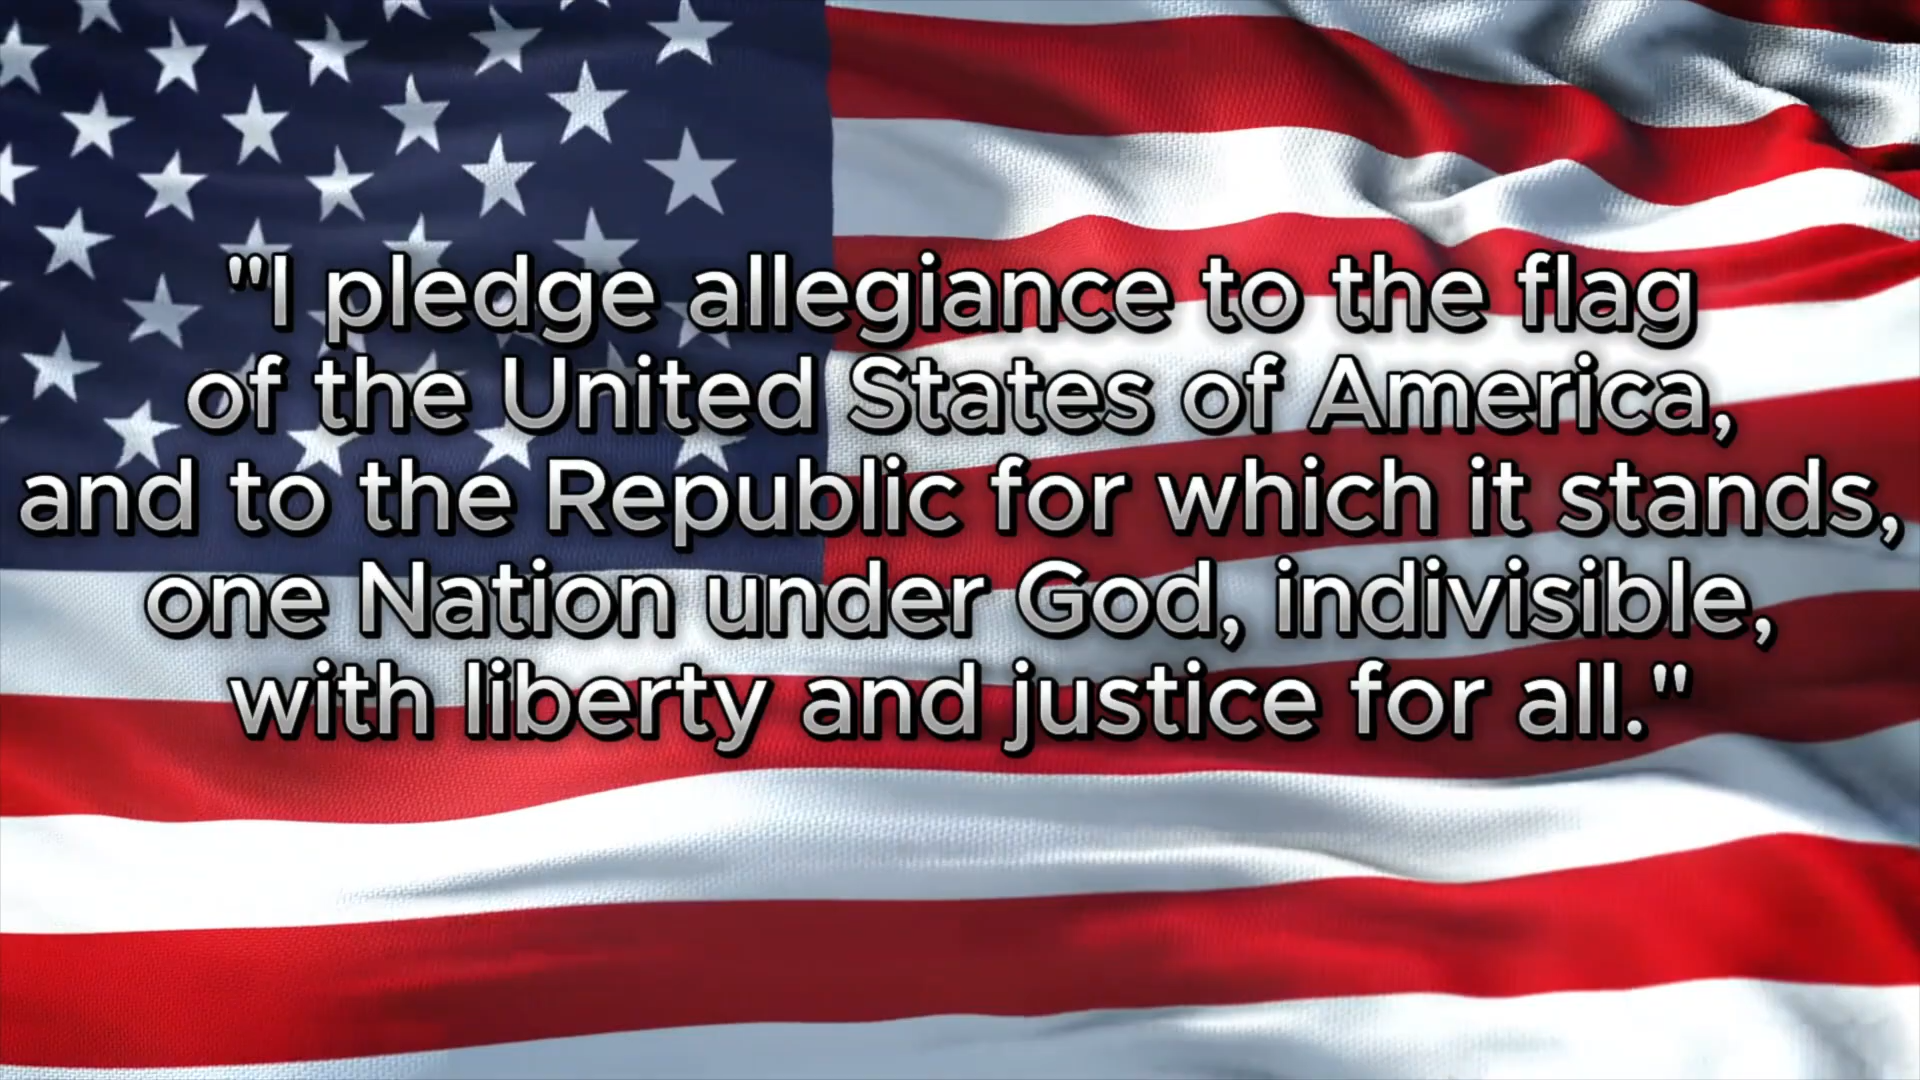 "I pledge allegiance to the flag
of the United States of America,
and to the Republic for which it stands,
one Nation under God, indivisible,
with liberty and justice for all."